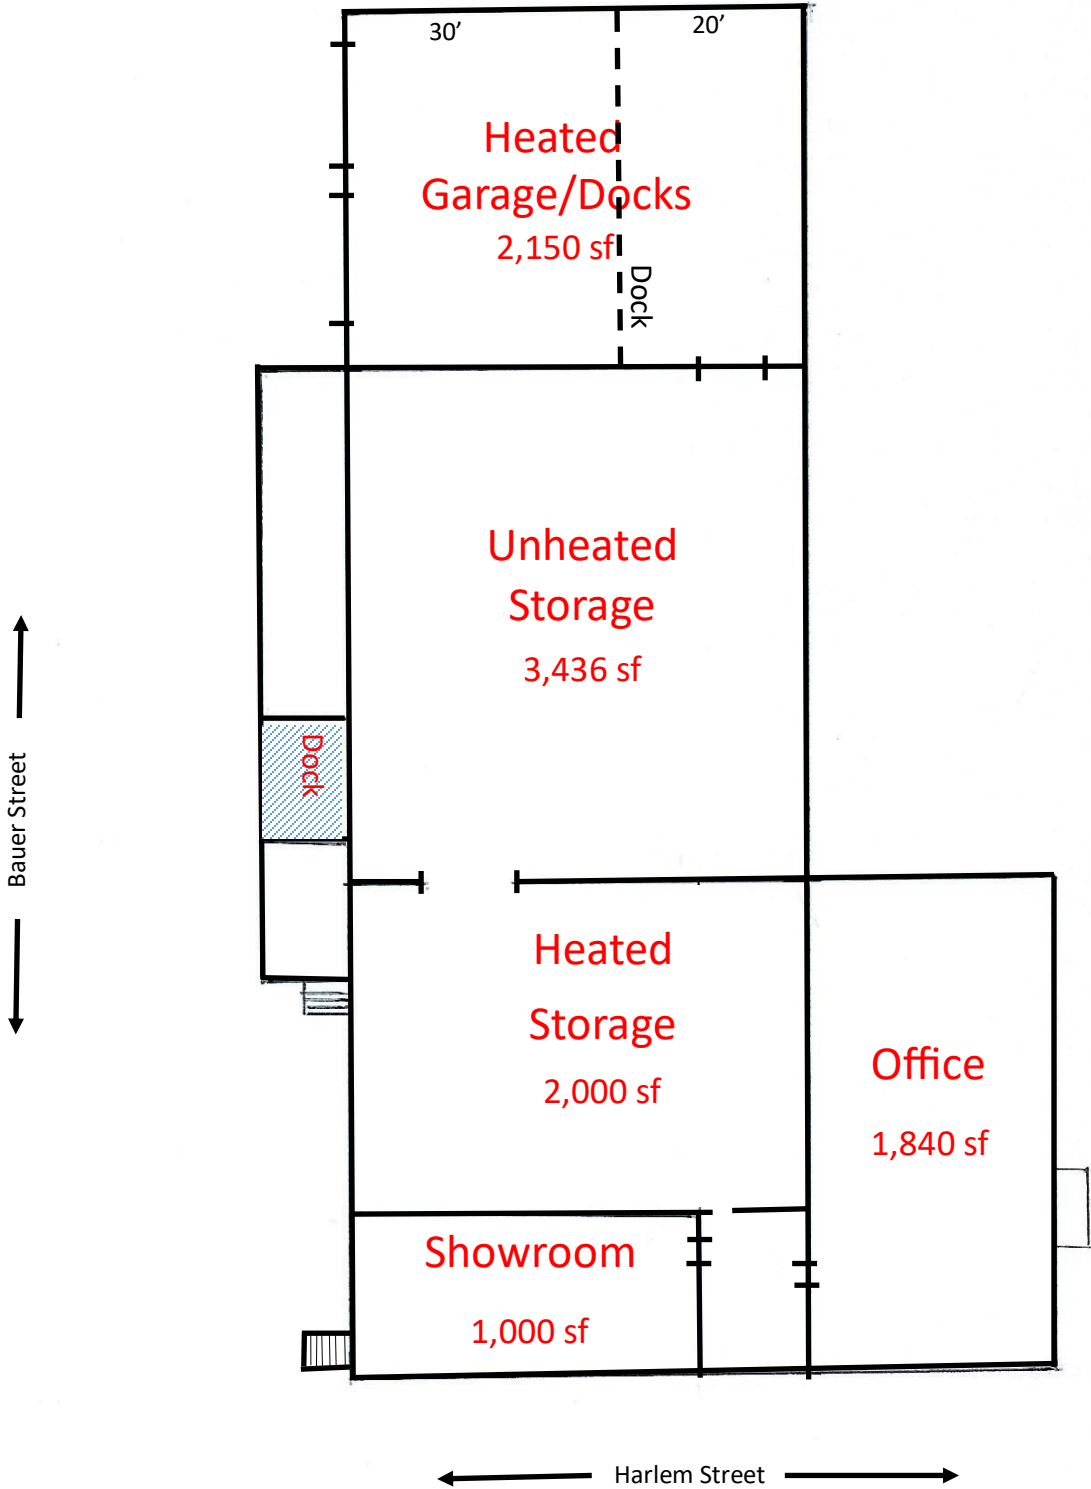 30’
20’
Heated
Garage/Docks
2,150 sf
Dock
Unheated
Storage
3,436 sf
Dock
Bauer Street
Heated
Storage
2,000 sf
Office
1,840 sf
Showroom
1,000 sf
Harlem Street